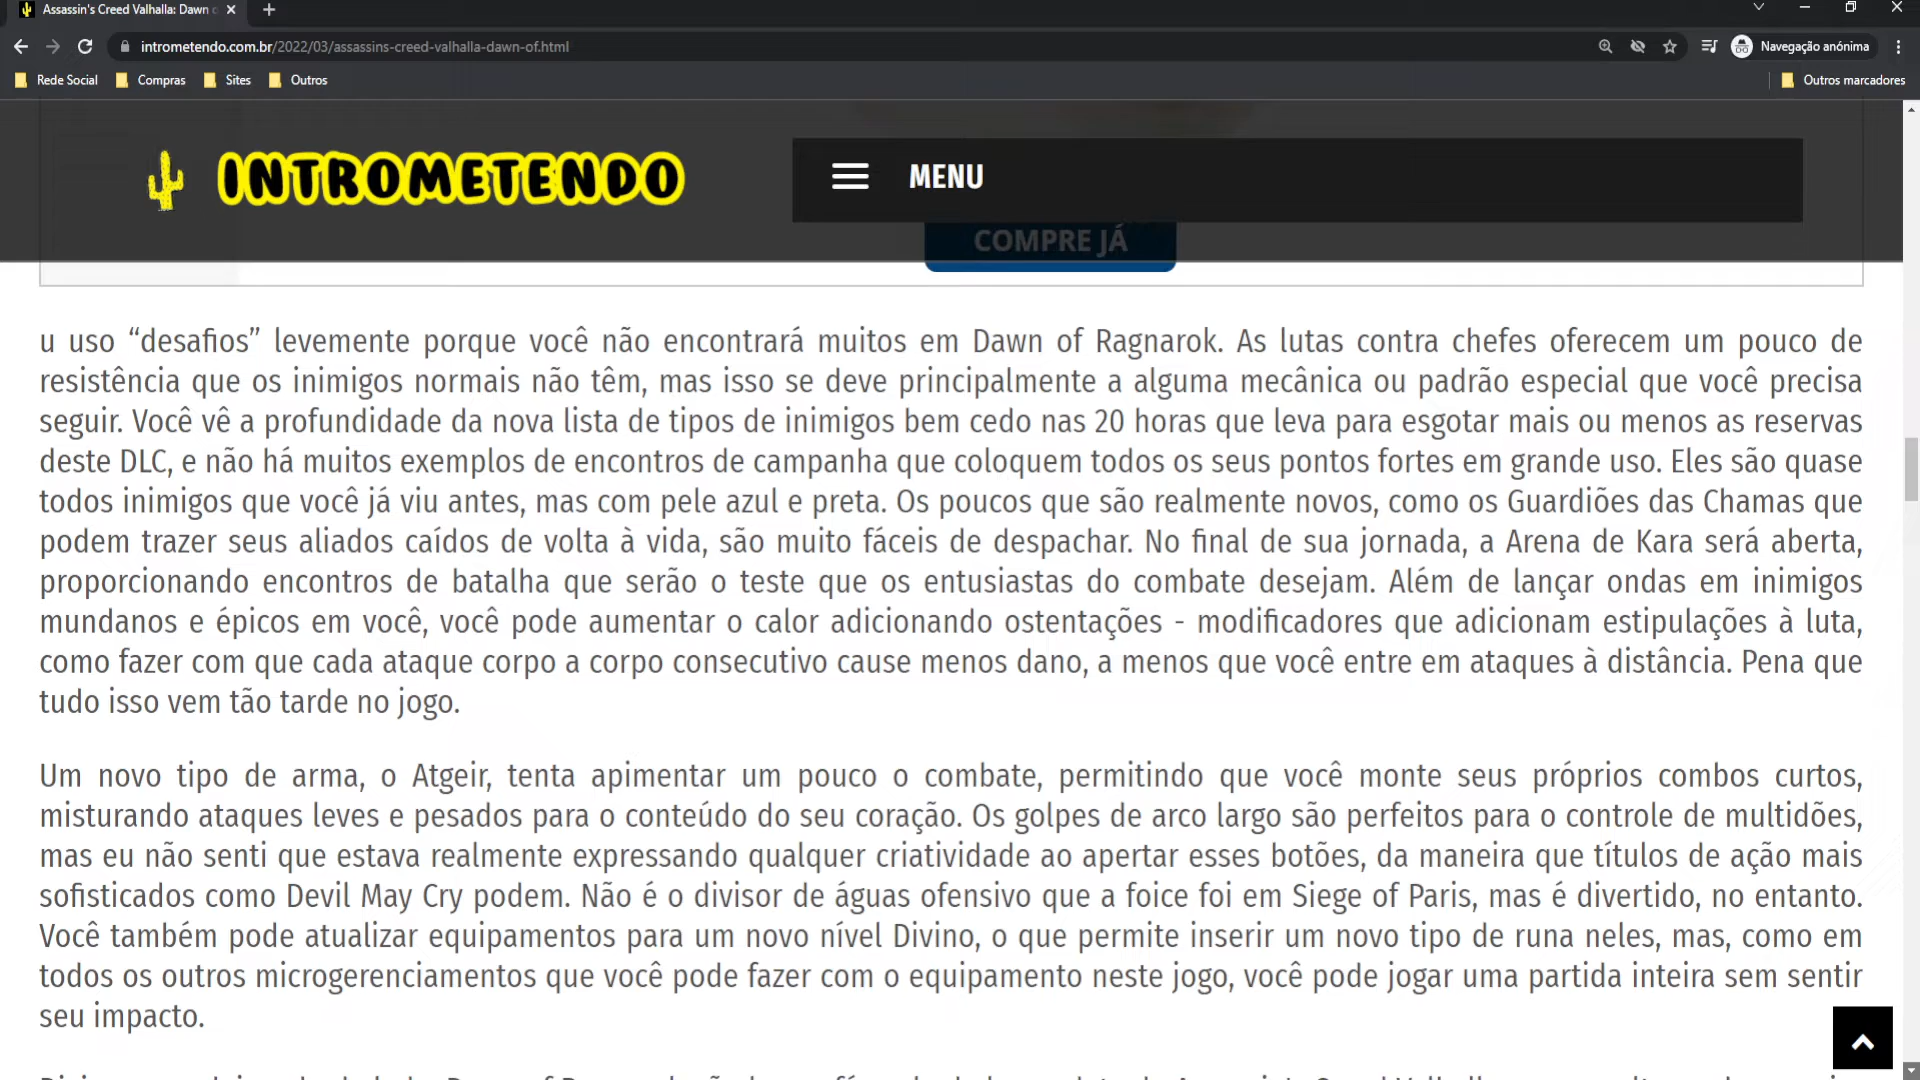 Assassin's Creed Valhalla: Dawn
intrometendo.com.br/2022/03/assassins-creed-valhalla-dawn-of.html
Navegação anónima
Rede Social
Compras
Sites
Outros
Outros marcadores
INTROMETENDO
MENU
COMPRE JÁ
u uso “desafios” levemente porque você não encontrará muitos em Dawn of Ragnarok. As lutas contra chefes oferecem um pouco de
resistência que os inimigos normais não têm, mas isso se deve principalmente a alguma mecânica ou padrão especial que você precisa
seguir. Você vê a profundidade da nova lista de tipos de inimigos bem cedo nas 20 horas que leva para esgotar mais ou menos as reservas
deste DLC, e não há muitos exemplos de encontros de campanha que coloquem todos os seus pontos fortes em grande uso. Eles são quase
todos inimigos que você já viu antes, mas com pele azul e preta. Os poucos que são realmente novos, como os Guardiões das Chamas que
podem trazer seus aliados caídos de volta à vida, são muito fáceis de despachar. No final de sua jornada, a Arena de Kara será aberta,
proporcionando encontros de batalha que serão o teste que os entusiastas do combate desejam. Além de lançar ondas em inimigos
mundanos e épicos em você, você pode aumentar o calor adicionando ostentações - modificadores que adicionam estipulações à luta,
como fazer com que cada ataque corpo a corpo consecutivo cause menos dano, a menos que você entre em ataques à distância. Pena que
tudo isso vem tão tarde no jogo.
Um novo tipo de arma, o Atgeir, tenta apimentar um pouco o combate, permitindo que você monte seus próprios combos curtos,
misturando ataques leves e pesados para o conteúdo do seu coração. Os golpes de arco largo são perfeitos para o controle de multidões,
mas eu não senti que estava realmente expressando qualquer criatividade ao apertar esses botões, da maneira que títulos de ação mais
sofisticados como Devil May Cry podem. Não é o divisor de águas ofensivo que a foice foi em Siege of Paris, mas é divertido, no entanto.
Você também pode atualizar equipamentos para um novo nível Divino, o que permite inserir um novo tipo de runa neles, mas, como em
todos os outros microgerenciamentos que você pode fazer com o equipamento neste jogo, você pode jogar uma partida inteira sem sentir
seu impacto.